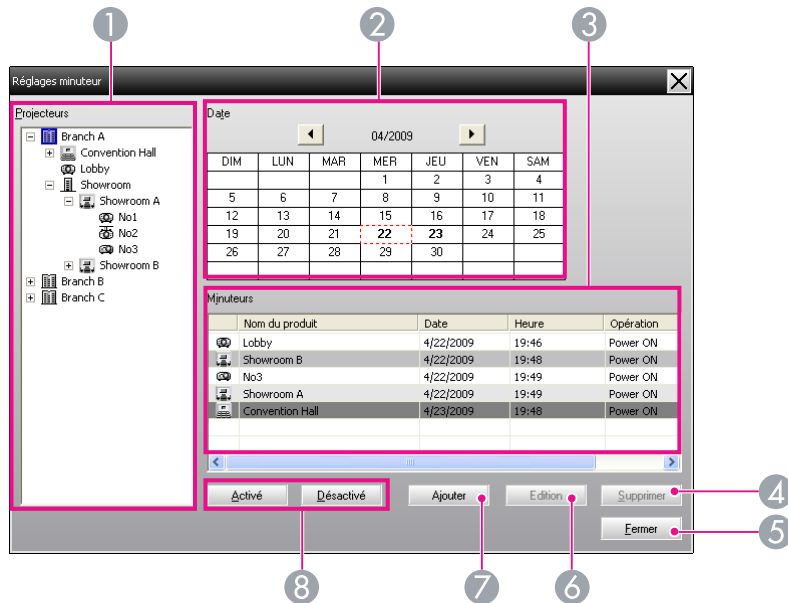 1
2
3
Réglages minuteur
Projecteurs
Branch A
Convention Hall
Lobby
Showroom
Showroom A
No1
No2
No3
Showroom B
Branch B
Branch C
Date
04/2009
DIM LUN MAR MER JEU VEN SAM
1 2 3 4
5 6 7 8 9 10 11
12 13 14 15 16 17 18
19 20 21 22 23 24 25
26 27 28 29 30
Minuteurs
Nom du produit Date Heure Opération
Lobby 4/22/2009 19:46 Power ON
Showroom B 4/22/2009 19:48 Power ON
No3 4/22/2009 19:49 Power ON
Showroom A 4/22/2009 19:49 Power ON
Convention Hall 4/23/2009 19:48 Power ON
Activé Désactivé Ajouter Edition Supprimer 4
Fermer 5
8 7 6